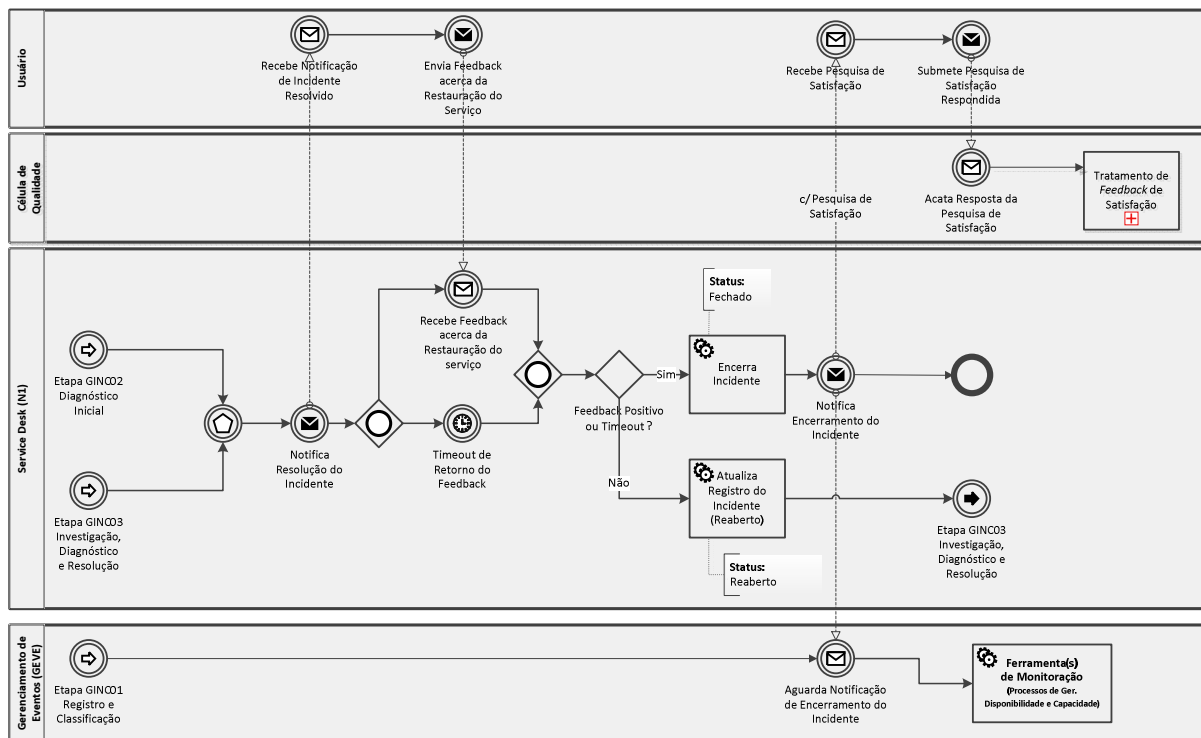 Usuário
Recebe Notificação
de Incidente
Resolvido
Envia Feedback
acerca da
Restauração do
Serviço
Recebe Pesquisa de
Satisfação
Submete Pesquisa de
Satisfação
Respondida
Célula de
Qualidade
c/ Pesquisa de
Satisfação
Acata Resposta da
Pesquisa de
Satisfação
Tratamento de
Feedback de
Satisfação
Service Desk (N1)
Etapa GINC02
Diagnóstico
Inicial
Etapa GINC03
Investigação,
Diagnóstico
e Resolução
Notifica
Resolução do
Incidente
Recebe Feedback
acerca da
Restauração do
serviço
Timeout de
Retorno do
Feedback
Feedback Positivo
ou Timeout ?
Sim
Não
Status:
Fechado
Encerra
Incidente
Notifica
Encerramento do
Incidente
Atualiza
Registro do
Incidente
(Reaberto)
Status:
Reaberto
Etapa GINC03
Investigação,
Diagnóstico e
Resolução
Gerenciamento de
Eventos (GEVE)
Etapa GINC01
Registro e
Classificação
Aguarda Notificação
de Encerramento do
Incidente
Ferramenta(s)
de Monitoração
(Processos de Ger.
Disponibilidade e Capacidade)